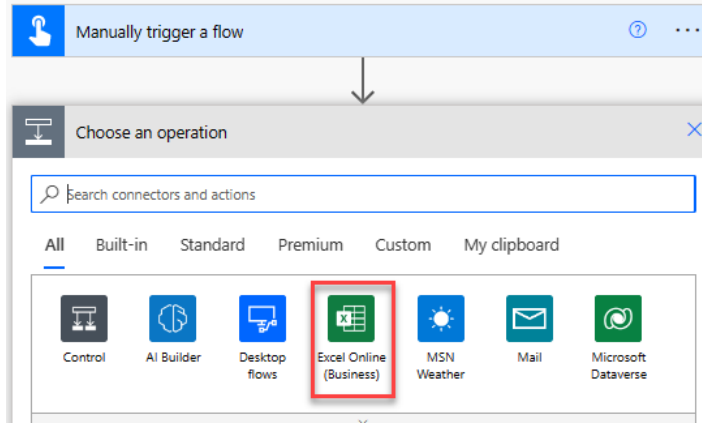 Manually trigger a flow
Choose an operation
Search connectors and actions
All Built-in Standard Premium Custom My clipboard
Control AI Builder Desktop Excel Online MSN Mail Microsoft
flows (Business) Weather Dataverse